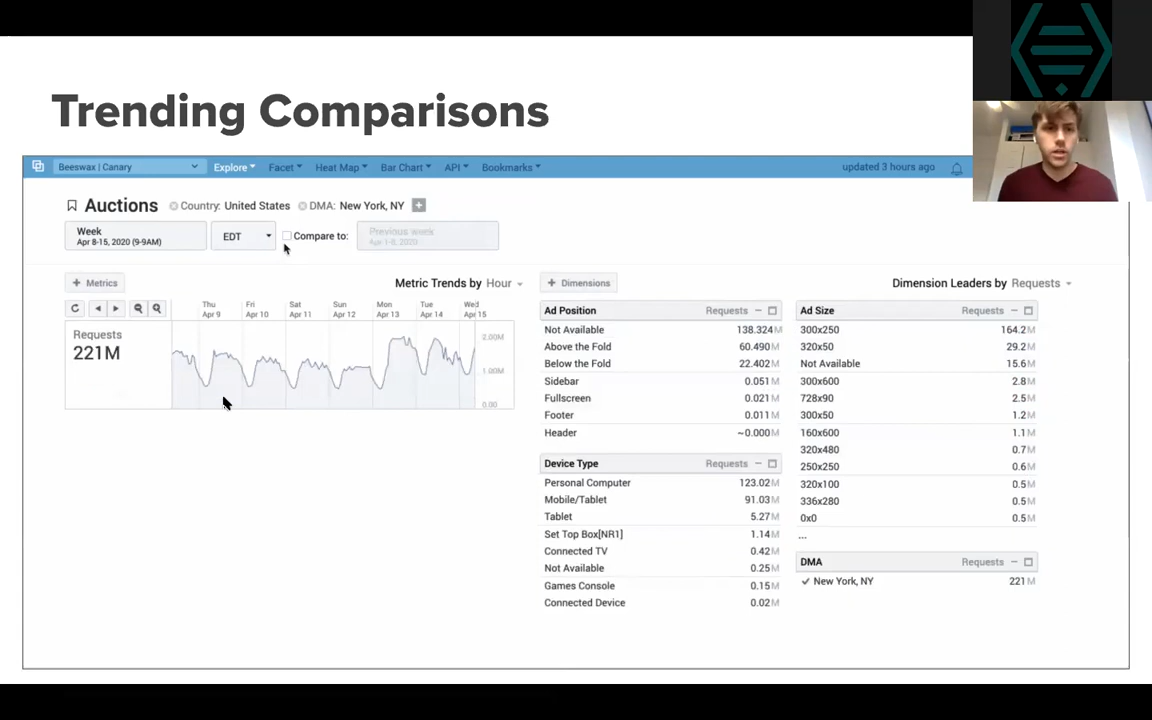 Trending Comparisons
Beeswax | Canary Explore Facet Heat Map Bar Chart API Bookmarks updated 3 hours ago
Auctions Country: United States DMA: New York, NY +
Week
Apr 8-15, 2020 (9-9AM)
EDT
Compare to:
Previous week
Apr 1-8, 2020
+ Metrics
Metric Trends by Hour
Thu Fri Sat Sun Mon Tue Wed
Apr 9 Apr 10 Apr 11 Apr 12 Apr 13 Apr 14 Apr 15
Requests
221M
2.00M
1.00M
0.00
+ Dimensions
Dimension Leaders by Requests
Ad Position Requests
Not Available 138.324M
Above the Fold 60.490M
Below the Fold 22.402M
Sidebar 0.051M
Fullscreen 0.021M
Footer 0.011M
Header ~0.000M
Device Type Requests
Personal Computer 123.02M
Mobile/Tablet 91.03M
Tablet 5.27M
Set Top Box[NR1] 1.14M
Connected TV 0.42M
Not Available 0.25M
Games Console 0.15M
Connected Device 0.02M
Ad Size Requests
300x250 164.2M
320x50 29.2M
Not Available 15.6M
300x600 2.8M
728x90 2.5M
300x50 1.2M
160x600 1.1M
320x480 0.7M
250x250 0.6M
320x100 0.5M
336x280 0.5M
0x0 0.5M
...
DMA Requests
New York, NY 221M